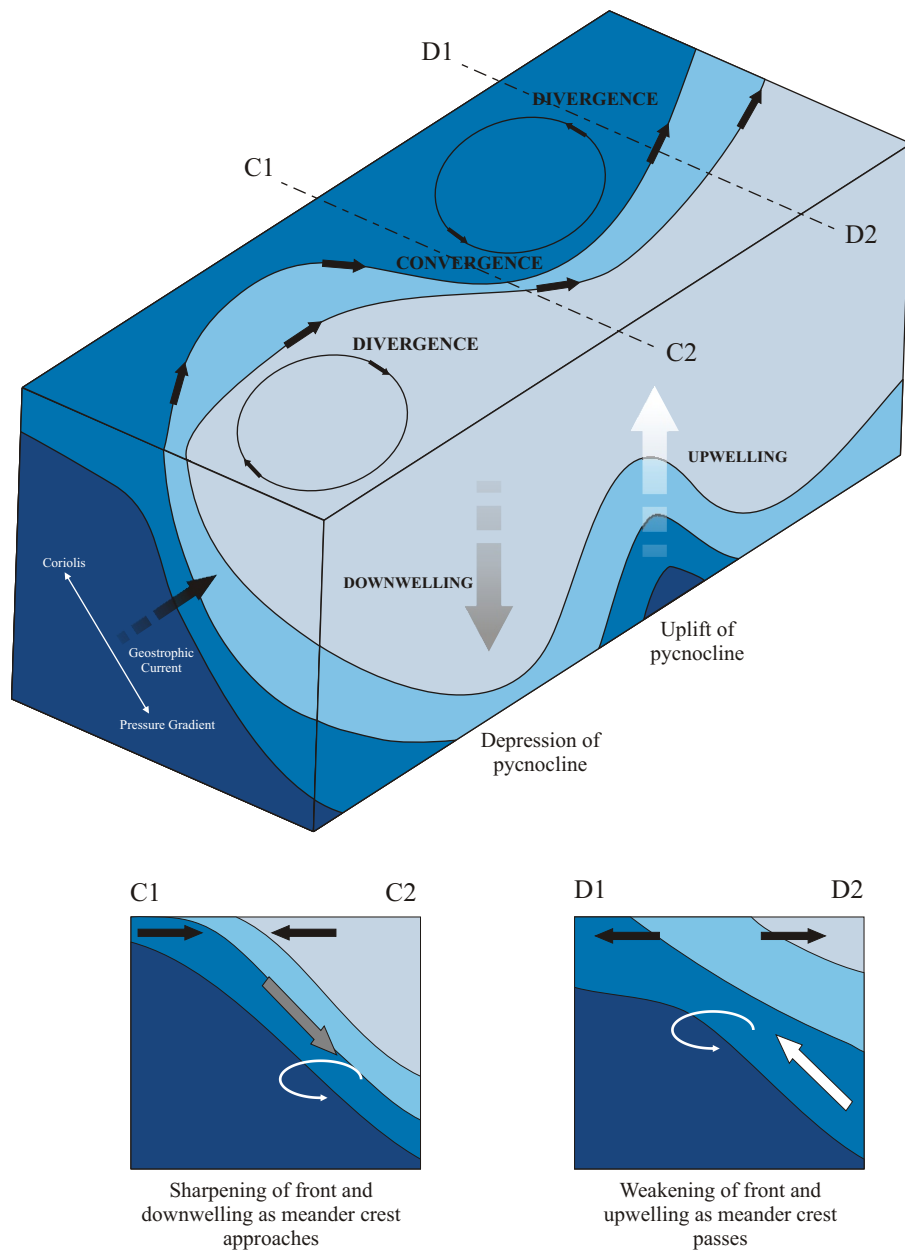 D1
DIVERGENCE
C1
D2
CONVERGENCE
DIVERGENCE
C2
UPWELLING
Coriolis
DOWNWELLING
Geostrophic
Current
Uplift of
pycnocline
Pressure Gradient
Depression of
pycnocline
C1
C2
D1
D2
Sharpening of front and
downwelling as meander crest
approaches
Weakening of front and
upwelling as meander crest
passes